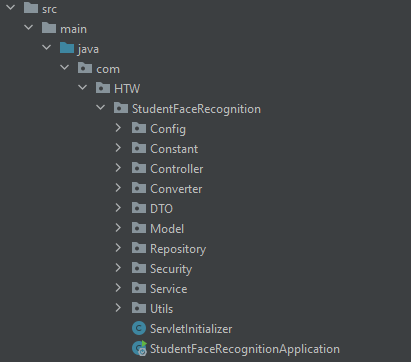 src
main
java
com
HTW
StudentFaceRecognition
Config
Constant
Controller
Converter
DTO
Model
Repository
Security
Service
Utils
ServletInitializer
StudentFaceRecognitionApplication